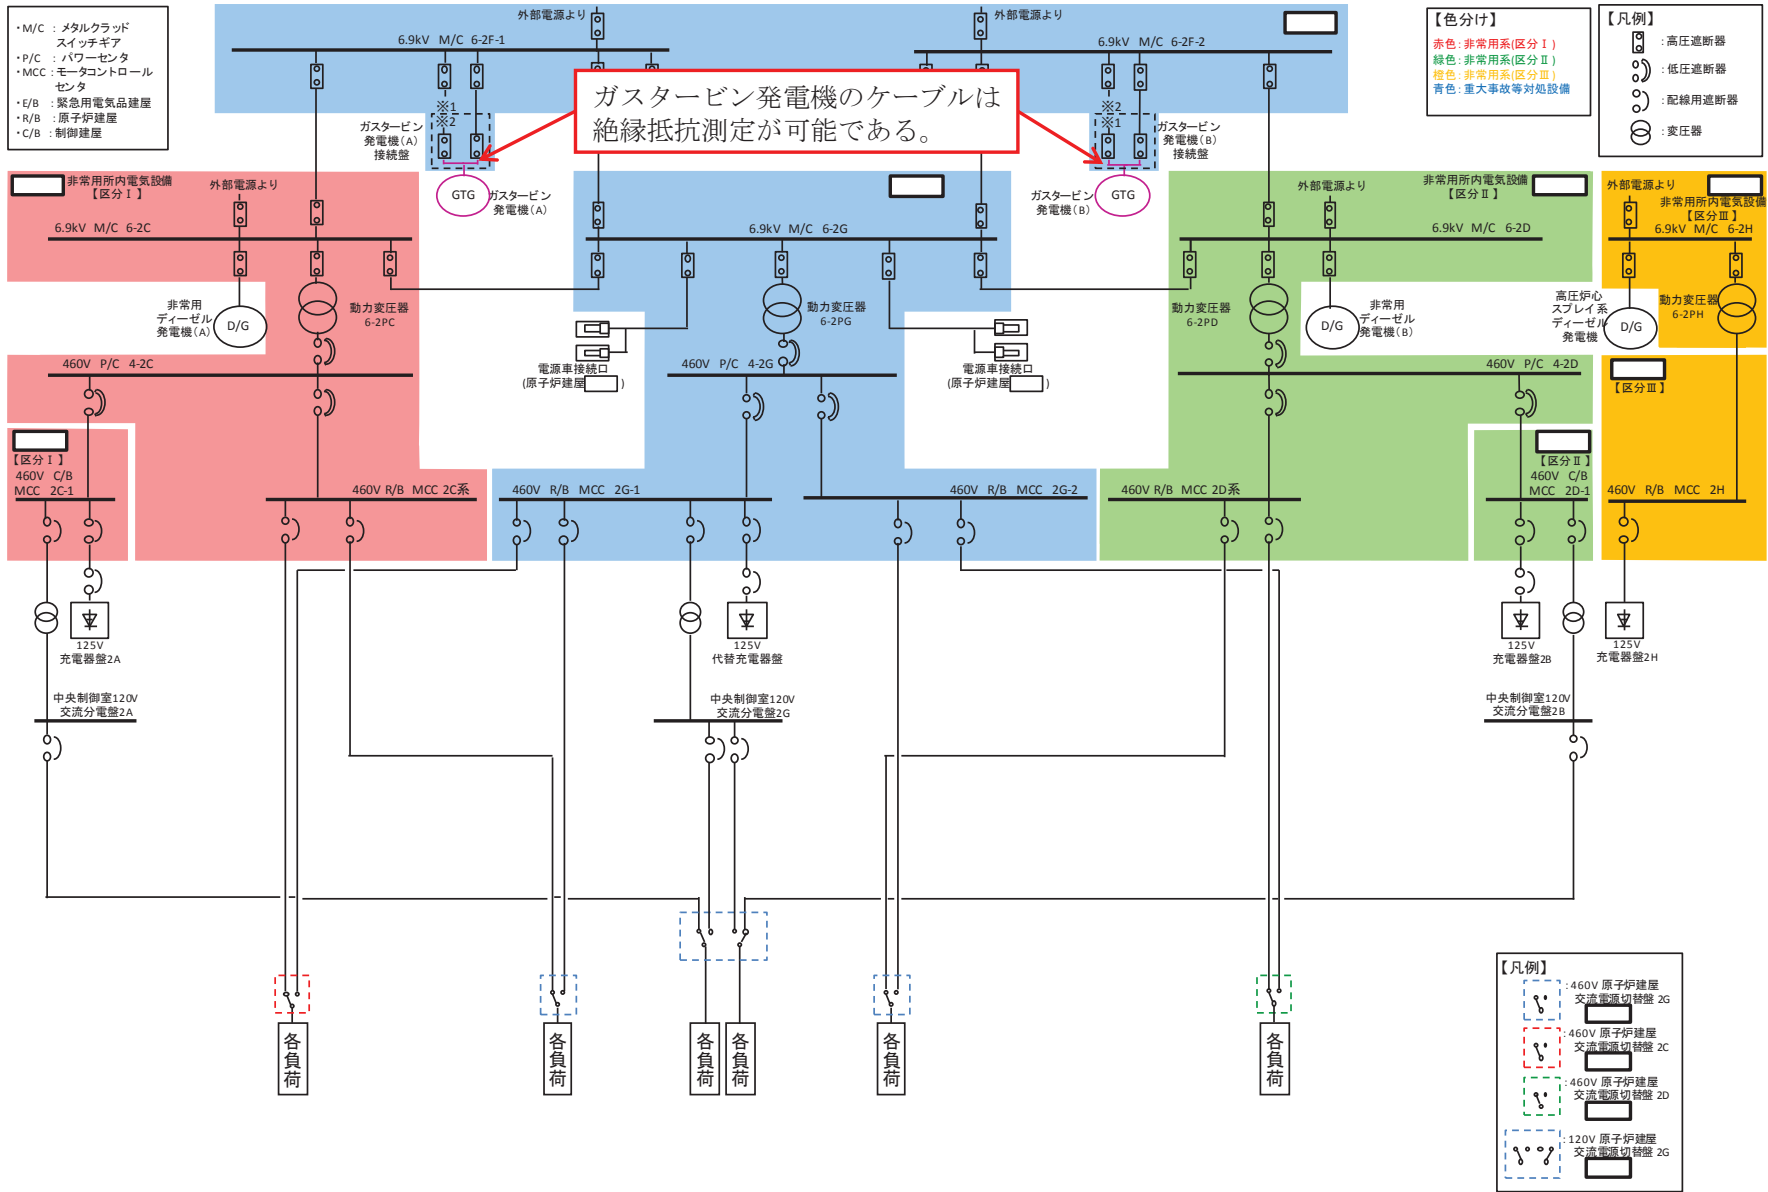 ・M/C : メタルクラッド
スイッチギア
・P/C : パワーセンタ
・MCC : モータコントロール
センタ
・E/B : 緊急用電気品建屋
・R/B : 原子炉建屋
・C/B : 制御建屋
外部電源より
6.9kV M/C 6-2F-1
外部電源より
6.9kV M/C 6-2F-2
【色分け】
赤色:非常用系(区分Ⅰ)
緑色:非常用系(区分Ⅱ)
橙色:非常用系(区分Ⅲ)
青色:重大事故等対処設備
【凡例】
:高圧遮断器
:低圧遮断器
:配線用遮断器
:変圧器
ガスタービン発電機のケーブルは
絶縁抵抗測定が可能である。
※1
※2
ガスタービン
発電機(A)
接続盤
GTG
ガスタービン
発電機(A)
※2
※1
ガスタービン
発電機(B)
接続盤
ガスタービン
発電機(B)
GTG
非常用所内電気設備
【区分Ⅰ】
外部電源より
6.9kV M/C 6-2C
非常用
ディーゼル
発電機(A)
D/G
動力変圧器
6-2PC
460V P/C 4-2C
【区分Ⅰ】
460V C/B
MCC 2C-1
460V R/B MCC 2C系
6.9kV M/C 6-2G
動力変圧器
6-2PG
電源車接続口
(原子炉建屋 )
460V P/C 4-2G
電源車接続口
(原子炉建屋 )
460V R/B MCC 2G-1
460V R/B MCC 2G-2
外部電源より
非常用所内電気設備
【区分Ⅱ】
6.9kV M/C 6-2D
動力変圧器
6-2PD
D/G
非常用
ディーゼル
発電機(B)
460V P/C 4-2D
460V R/B MCC 2D系
【区分Ⅱ】
460V C/B
MCC 2D-1
外部電源より
非常用所内電気設備
【区分Ⅲ】
6.9kV M/C 6-2H
高圧炉心
スプレイ系
ディーゼル
発電機
D/G
動力変圧器
6-2PH
【区分Ⅲ】
460V R/B MCC 2H
125V
充電器盤2A
125V
代替充電器盤
125V
充電器盤2B
125V
充電器盤2H
中央制御室120V
交流分電盤2A
中央制御室120V
交流分電盤2G
中央制御室120V
交流分電盤2B
各負荷
各負荷
各負荷
各負荷
各負荷
各負荷
【凡例】
:460V 原子炉建屋
交流電源切替盤 2G
:460V 原子炉建屋
交流電源切替盤 2C
:460V 原子炉建屋
交流電源切替盤 2D
:120V 原子炉建屋
交流電源切替盤 2G